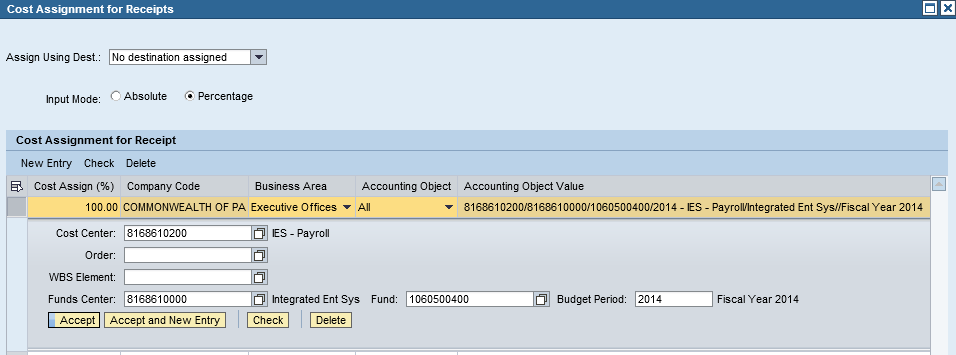 Cost Assignment for Receipts
Assign Using Dest.: No destination assigned
Input Mode: Absolute Percentage
Cost Assignment for Receipt
New Entry Check Delete
Cost Assign (%) Company Code Business Area Accounting Object Accounting Object Value
100.00 COMMONWEALTH OF PA Executive Offices All 8168610200/8168610000/1060500400/2014 - IES - Payroll/Integrated Ent Sys//Fiscal Year 2014
Cost Center: 8168610200 IES - Payroll
Order:
WBS Element:
Funds Center: 8168610000 Integrated Ent Sys Fund: 1060500400 Budget Period: 2014 Fiscal Year 2014
Accept Accept and New Entry Check Delete